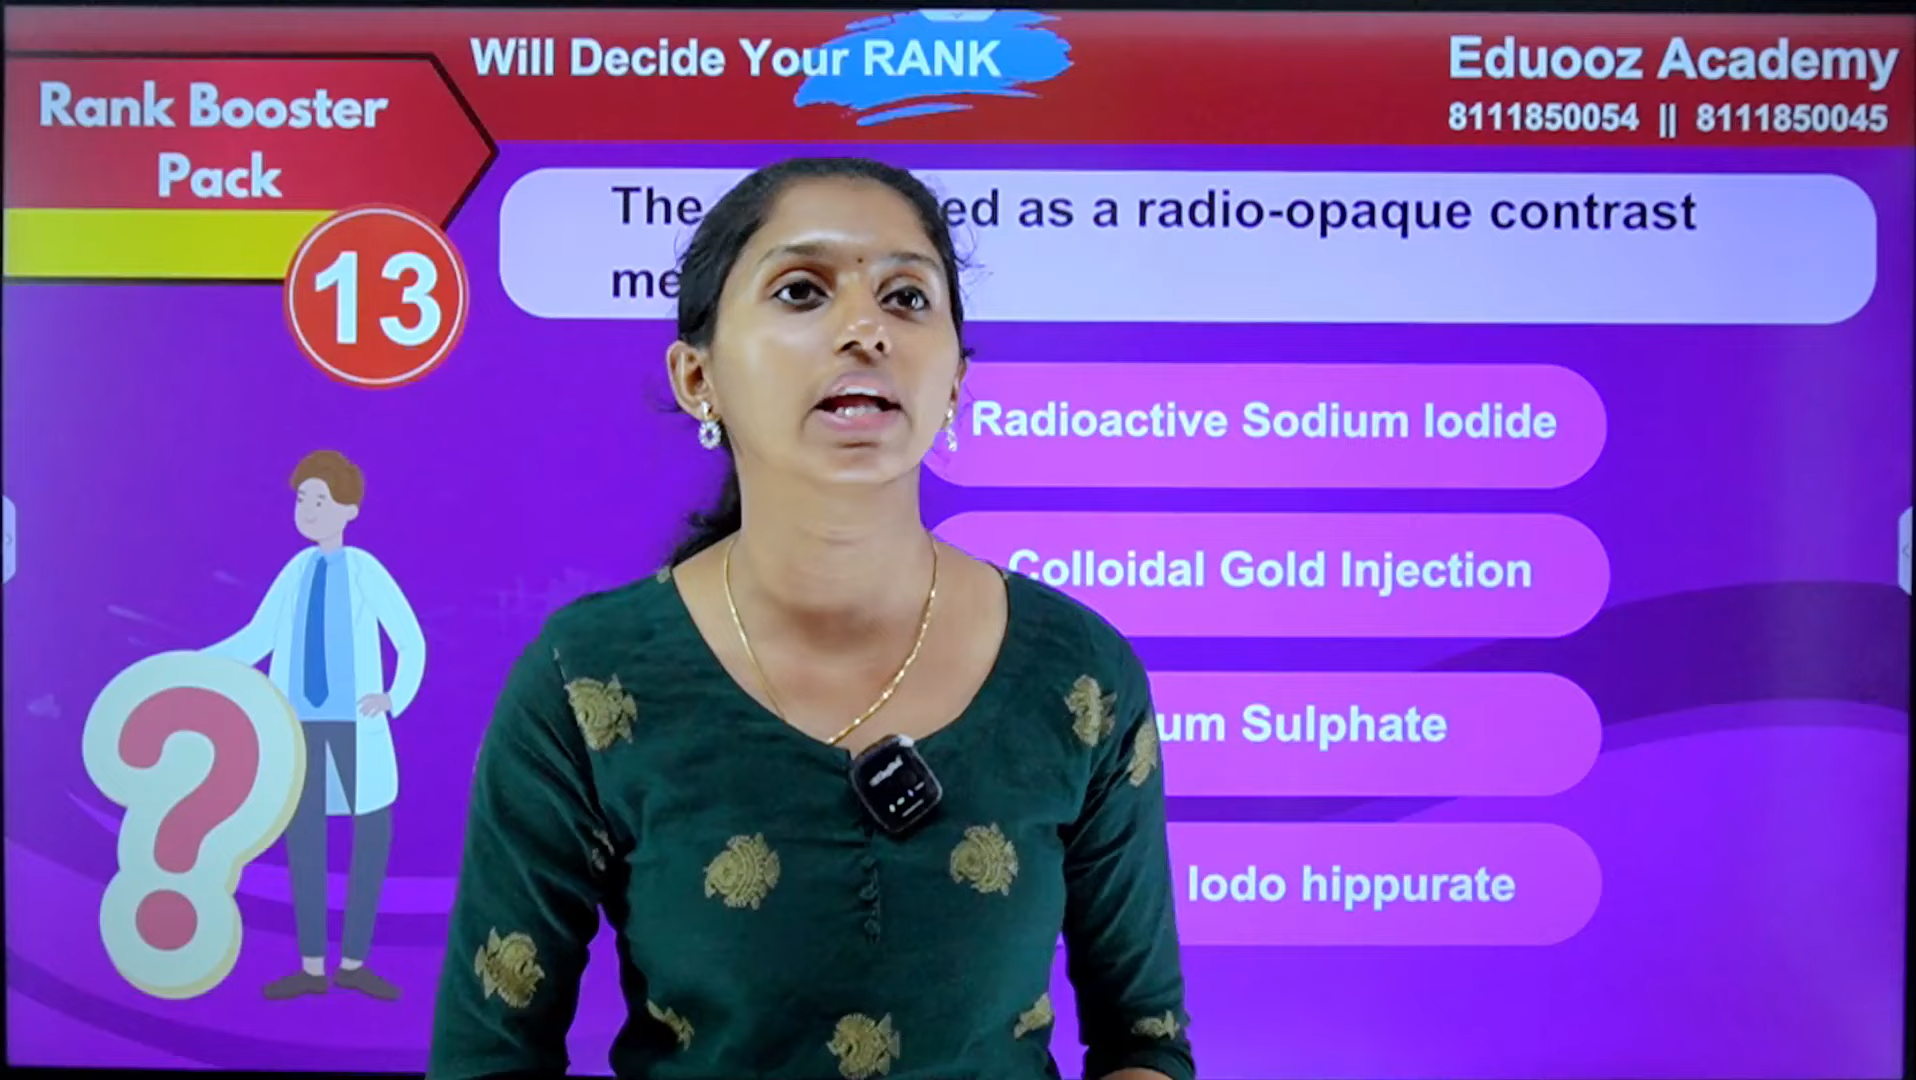 Will Decide Your RANK
Eduooz Academy
8111850054 || 8111850045
Rank Booster
Pack
13
The ed as a radio-opaque contrast
me
Radioactive Sodium Iodide
Colloidal Gold Injection
um Sulphate
Iodo hippurate